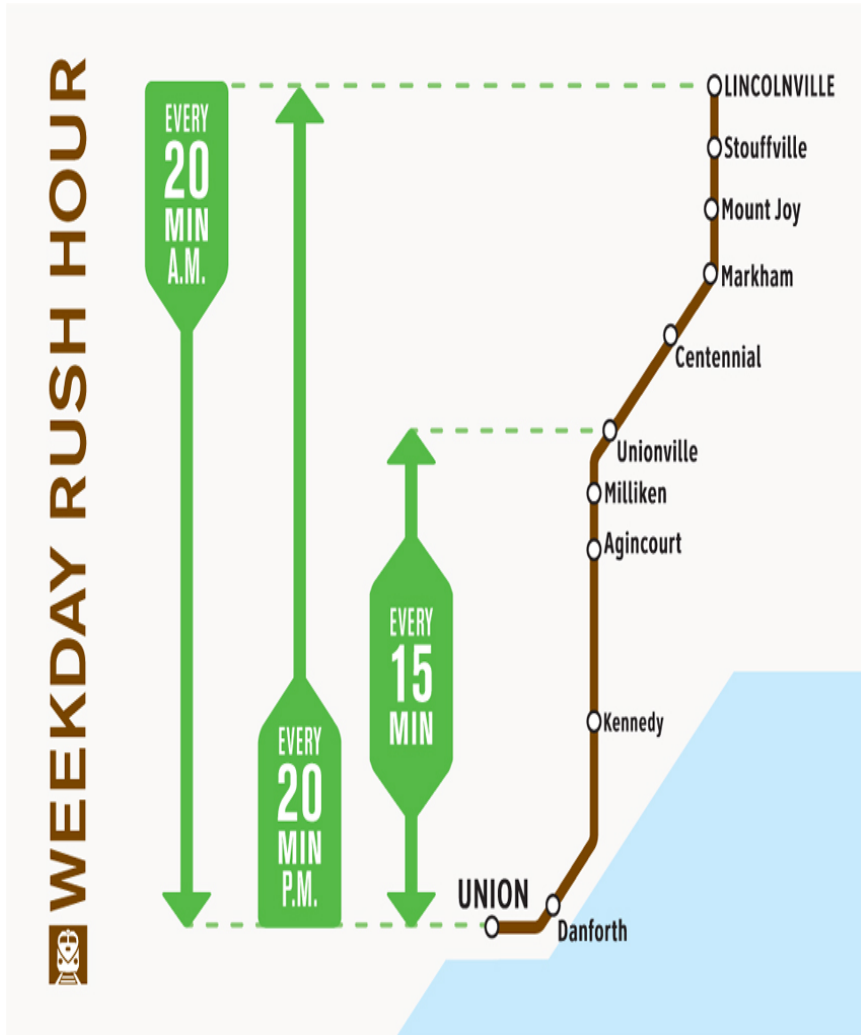 WEEKDAY RUSH HOUR
EVERY
20
MIN
A.M.
EVERY
20
MIN
P.M.
EVERY
15
MIN
LINCOLNVILLE
Stouffville
Mount Joy
Markham
Centennial
Unionville
Milliken
Agincourt
Kennedy
UNION
Danforth